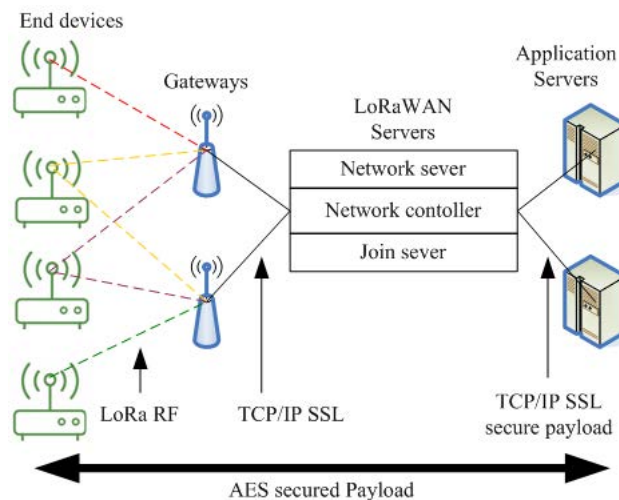 End devices
Gateways
Application
Servers
LoRaWAN
Servers
Network sever
Network contoller
Join sever
LoRa RF
TCP/IP SSL
TCP/IP SSL
secure payload
AES secured Payload